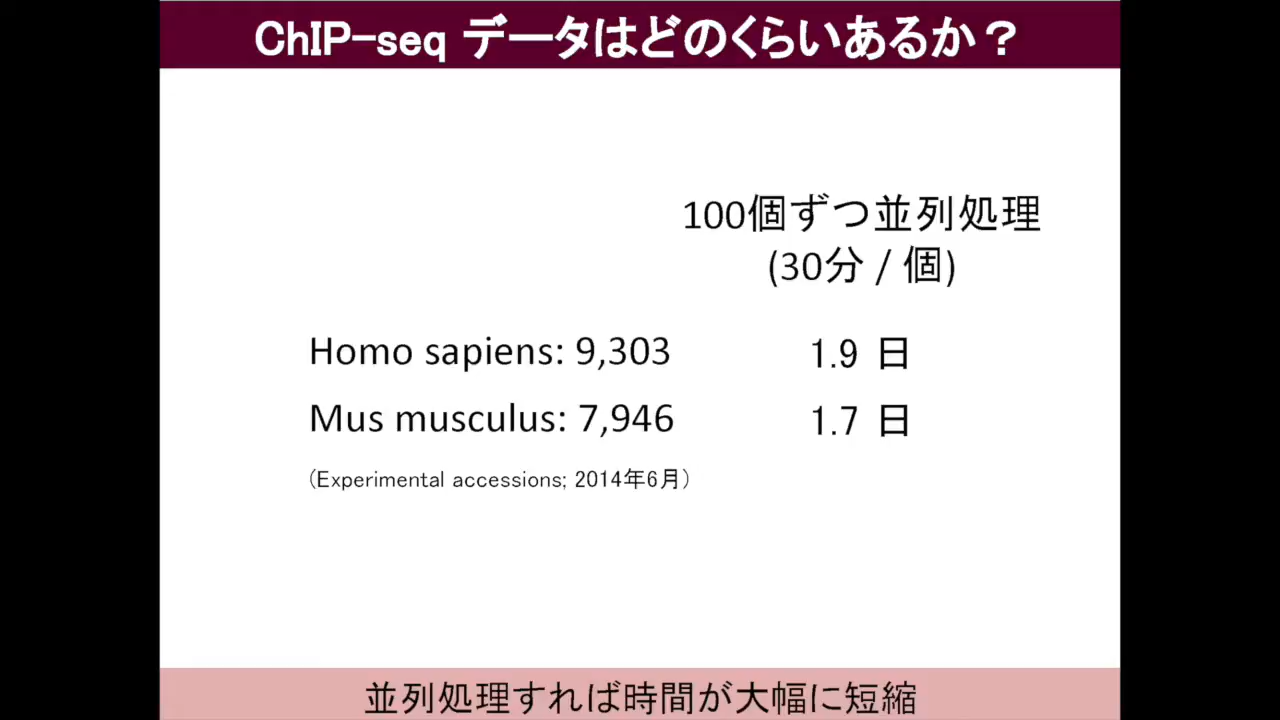 ChIP-seq データはどのくらいあるか？
100個ずつ並列処理
(30分 / 個)
Homo sapiens: 9,303 1.9 日
Mus musculus: 7,946 1.7 日
(Experimental accessions; 2014年6月)
並列処理すれば時間が大幅に短縮